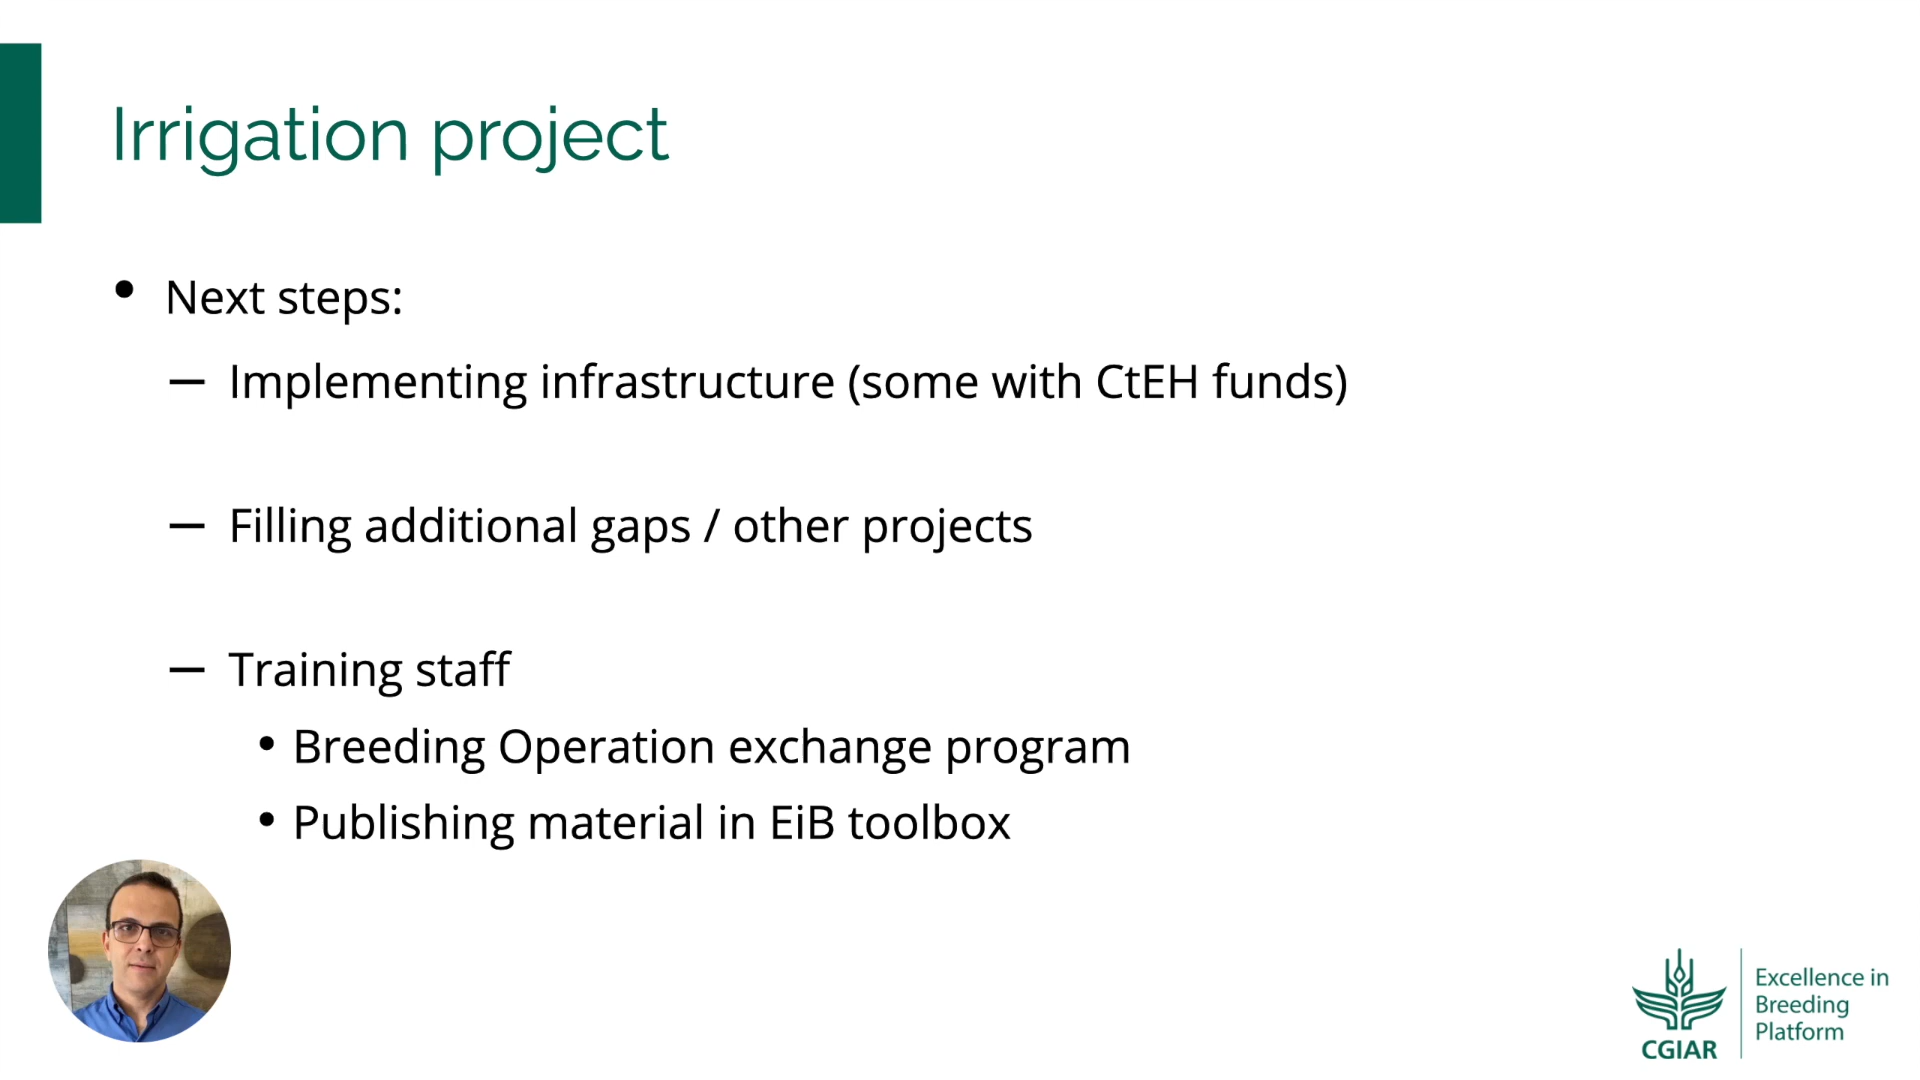 Irrigation project
• Next steps:
– Implementing infrastructure (some with CtEH funds)
– Filling additional gaps / other projects
– Training staff
• Breeding Operation exchange program
• Publishing material in EiB toolbox
CGIAR
Excellence in
Breeding
Platform